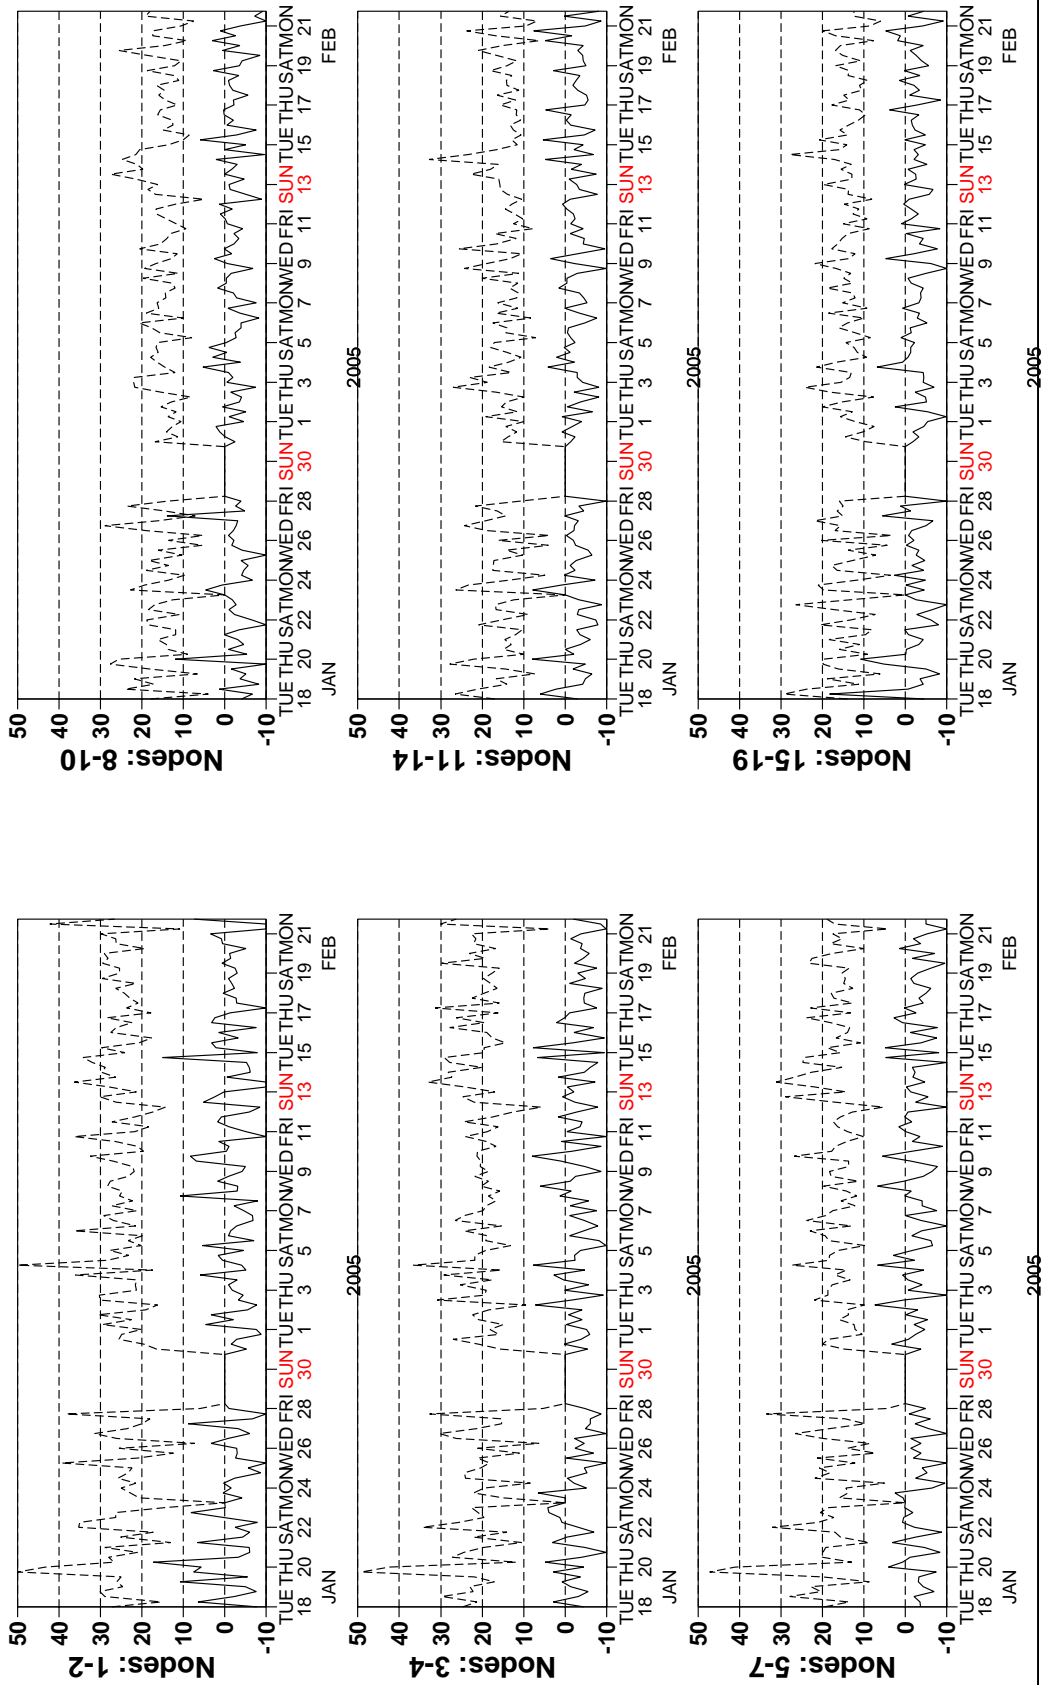 Nodes: 1-2
50
40
30
20
10
0
-10
TUE THU SAT MON WED FRI SUN TUE THU SAT MON WED FRI SUN TUE THU SAT MON
18 20 22 24 26 28 30 1 3 5 7 9 11 13 15 17 19 21
JAN FEB
2005
Nodes: 8-10
50
40
30
20
10
0
-10
TUE THU SAT MON WED FRI SUN TUE THU SAT MON WED FRI SUN TUE THU SAT MON
18 20 22 24 26 28 30 1 3 5 7 9 11 13 15 17 19 21
JAN FEB
2005
Nodes: 3-4
50
40
30
20
10
0
-10
TUE THU SAT MON WED FRI SUN TUE THU SAT MON WED FRI SUN TUE THU SAT MON
18 20 22 24 26 28 30 1 3 5 7 9 11 13 15 17 19 21
JAN FEB
2005
Nodes: 11-14
50
40
30
20
10
0
-10
TUE THU SAT MON WED FRI SUN TUE THU SAT MON WED FRI SUN TUE THU SAT MON
18 20 22 24 26 28 30 1 3 5 7 9 11 13 15 17 19 21
JAN FEB
2005
Nodes: 5-7
50
40
30
20
10
0
-10
TUE THU SAT MON WED FRI SUN TUE THU SAT MON WED FRI SUN TUE THU SAT MON
18 20 22 24 26 28 30 1 3 5 7 9 11 13 15 17 19 21
JAN FEB
2005
Nodes: 15-19
50
40
30
20
10
0
-10
TUE THU SAT MON WED FRI SUN TUE THU SAT MON WED FRI SUN TUE THU SAT MON
18 20 22 24 26 28 30 1 3 5 7 9 11 13 15 17 19 21
JAN FEB
2005